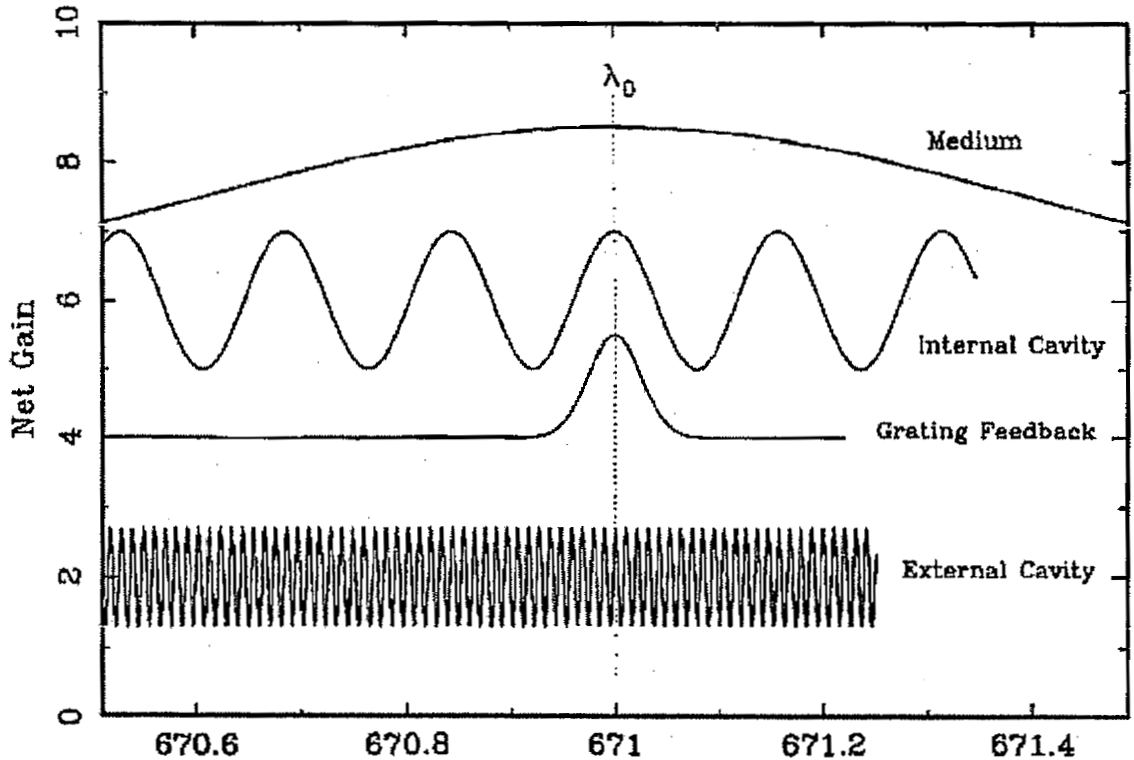 10
λ0
Medium
8
6
Net Gain
Internal Cavity
4
Grating Feedback
2
External Cavity
0
670.6 670.8 671 671.2 671.4